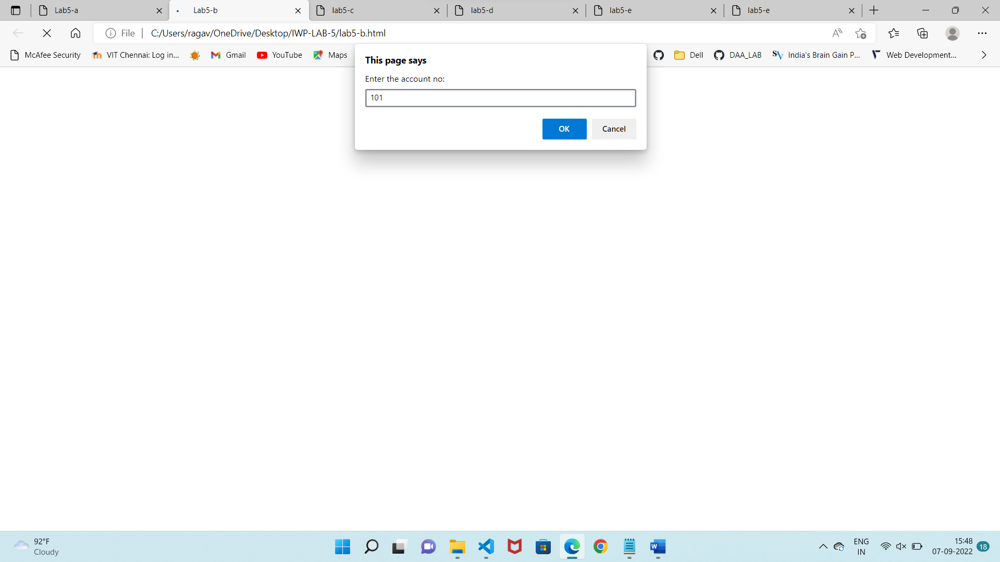 Lab5-a
Lab5-b
lab5-c
lab5-d
lab5-e
lab5-e
File
C:/Users/ragav/OneDrive/Desktop/IWP-LAB-5/lab5-b.html
McAfee Security
VIT Chennai: Log in...
Gmail
YouTube
Maps
Dell
DAA_LAB
India's Brain Gain P...
Web Development...
This page says
Enter the account no:
101
OK
Cancel
92°F
Cloudy
ENG
IN
15:48
07-09-2022
18